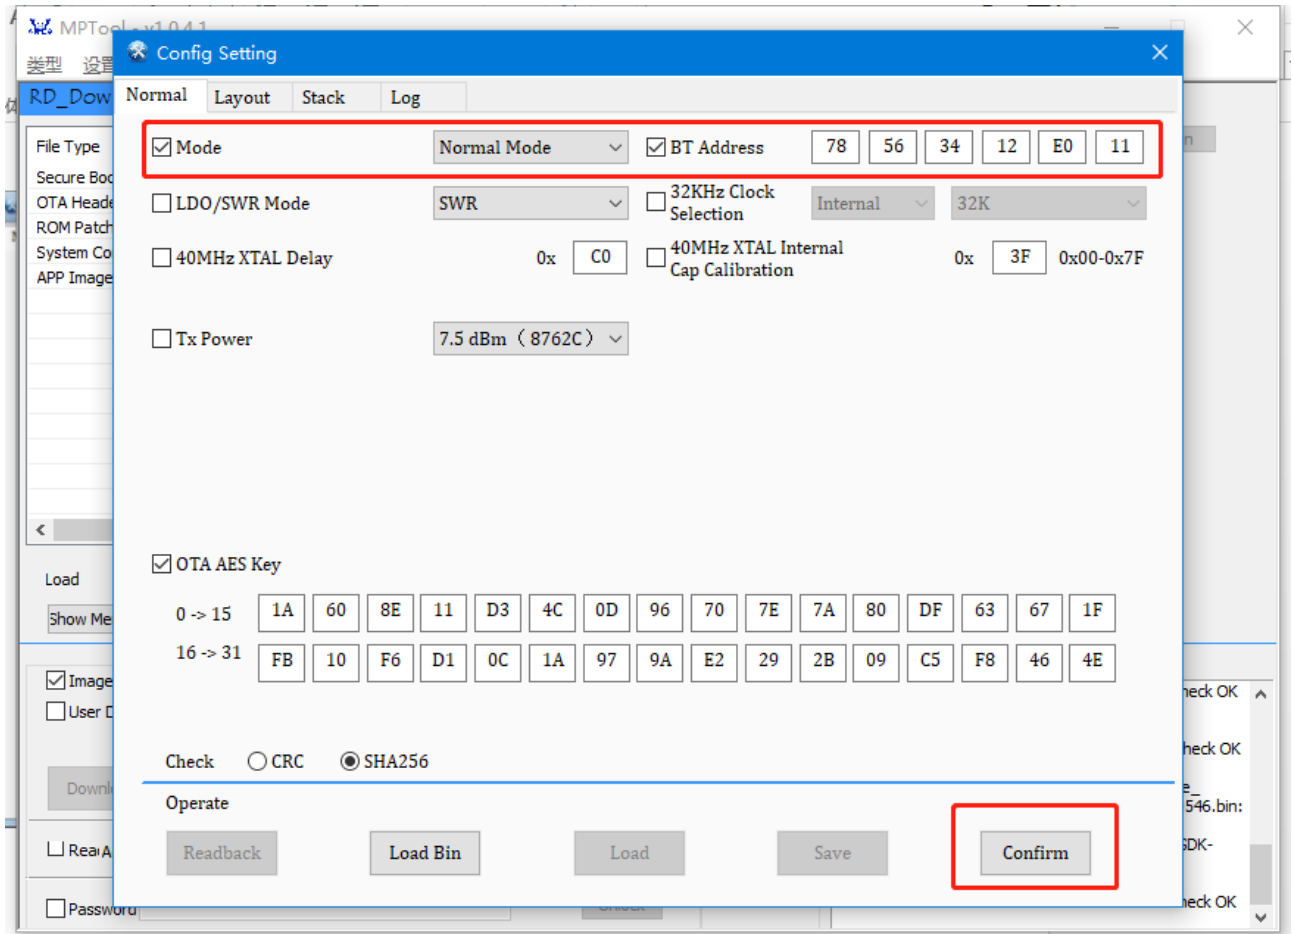 MPTool - v1.0.4.1
类型 设置
Config Setting
RD_Dow
Normal Layout Stack Log
File Type
Mode Normal Mode BT Address 78 56 34 12 E0 11
Secure Boo
OTA Heade
LDO/SWR Mode SWR 32KHz Clock Selection Internal 32K
ROM Patch
System Co
40MHz XTAL Delay 0x C0 40MHz XTAL Internal Cap Calibration 0x 3F 0x00-0x7F
APP Image
Tx Power 7.5 dBm（8762C）
OTA AES Key
Load
0 -> 15 1A 60 8E 11 D3 4C 0D 96 70 7E 7A 80 DF 63 67 1F
Show Me
16 -> 31 FB 10 F6 D1 0C 1A 97 9A E2 29 2B 09 C5 F8 46 4E
Image
heck OK
User D
heck OK
Check CRC SHA256
Downl
e_
546.bin:
Operate
Readback Load Bin Load Save Confirm
SDK-
heck OK
Password